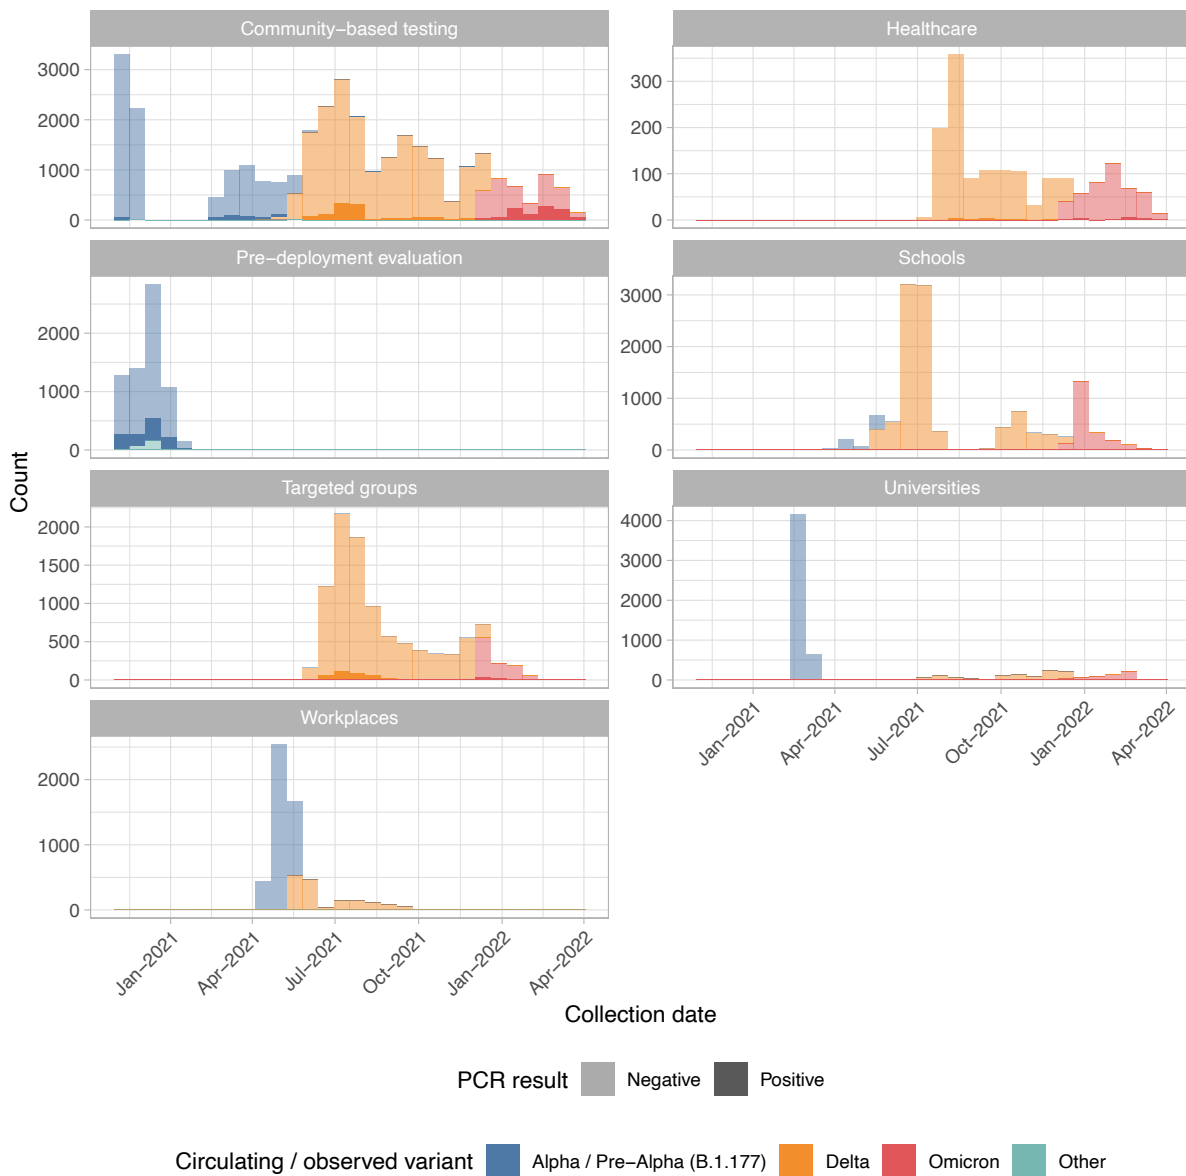 Community−based testing
Healthcare
3000
2000
1000
0
300
200
100
0
Pre−deployment evaluation
Schools
2000
1000
0
3000
2000
1000
0
Targeted groups
Universities
2000
1500
1000
500
0
4000
3000
2000
1000
0
Workplaces
2000
1000
0
Jan−2021
Apr−2021
Jul−2021
Oct−2021
Jan−2022
Apr−2022
Jan−2021
Apr−2021
Jul−2021
Oct−2021
Jan−2022
Apr−2022
Count
Collection date
PCR result Negative Positive
Circulating / observed variant Alpha / Pre−Alpha (B.1.177) Delta Omicron Other